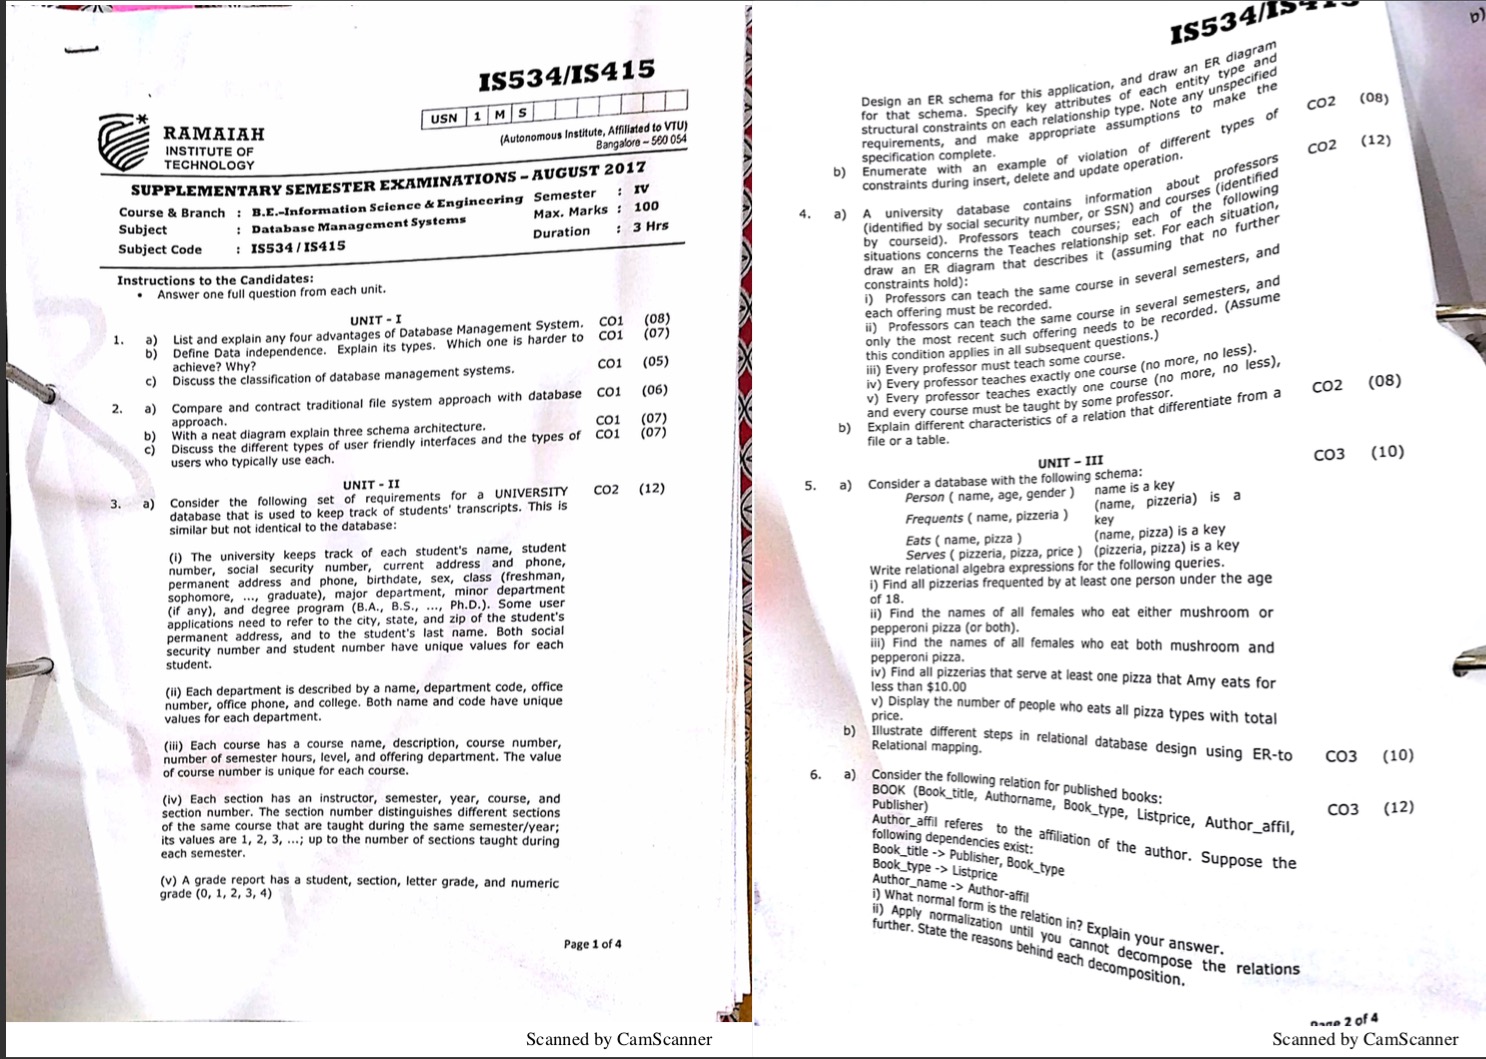 IS534/IS415
USN 1 M S
RAMAIAH
INSTITUTE OF
TECHNOLOGY
(Autonomous Institute, Affiliated to VTU)
Bangalore – 560 054
SUPPLEMENTARY SEMESTER EXAMINATIONS – AUGUST 2017
Course & Branch : B.E.–Information Science & Engineering Semester : IV
Subject : Database Management Systems Max. Marks : 100
Subject Code : IS534 / IS415 Duration : 3 Hrs
Instructions to the Candidates:
• Answer one full question from each unit.
UNIT - I
1. a) List and explain any four advantages of Database Management System. CO1 (08)
b) Define Data independence. Explain its types. Which one is harder to CO1 (07)
achieve? Why?
c) Discuss the classification of database management systems. CO1 (05)
2. a) Compare and contract traditional file system approach with database CO1 (06)
approach.
b) With a neat diagram explain three schema architecture. CO1 (07)
c) Discuss the different types of user friendly interfaces and the types of CO1 (07)
users who typically use each.
UNIT - II
3. a) Consider the following set of requirements for a UNIVERSITY CO2 (12)
database that is used to keep track of students' transcripts. This is
similar but not identical to the database:
(i) The university keeps track of each student's name, student
number, social security number, current address and phone,
permanent address and phone, birthdate, sex, class (freshman,
sophomore, ..., graduate), major department, minor department
(if any), and degree program (B.A., B.S., ..., Ph.D.). Some user
applications need to refer to the city, state, and zip of the student's
permanent address, and to the student's last name. Both social
security number and student number have unique values for each
student.
(ii) Each department is described by a name, department code, office
number, office phone, and college. Both name and code have unique
values for each department.
(iii) Each course has a course name, description, course number,
number of semester hours, level, and offering department. The value
of course number is unique for each course.
(iv) Each section has an instructor, semester, year, course, and
section number. The section number distinguishes different sections
of the same course that are taught during the same semester/year;
its values are 1, 2, 3, ...; up to the number of sections taught during
each semester.
(v) A grade report has a student, section, letter grade, and numeric
grade (0, 1, 2, 3, 4)
Page 1 of 4
Scanned by CamScanner
IS534/IS415
b)
Design an ER schema for this application, and draw an ER diagram
for that schema. Specify key attributes of each entity type and
structural constraints on each relationship type. Note any unspecified
requirements, and make appropriate assumptions to make the
specification complete.
b) Enumerate with an example of violation of different types of CO2 (08)
constraints during insert, delete and update operation.
4. a) A university database contains information about professors CO2 (12)
(identified by social security number, or SSN) and courses (identified
by courseid). Professors teach courses; each of the following
situations concerns the Teaches relationship set. For each situation,
draw an ER diagram that describes it (assuming that no further
constraints hold):
i) Professors can teach the same course in several semesters, and
each offering must be recorded.
ii) Professors can teach the same course in several semesters, and
only the most recent such offering needs to be recorded. (Assume
this condition applies in all subsequent questions.)
iii) Every professor must teach some course.
iv) Every professor teaches exactly one course (no more, no less).
v) Every professor teaches exactly one course (no more, no less),
and every course must be taught by some professor.
b) Explain different characteristics of a relation that differentiate from a CO2 (08)
file or a table.
UNIT – III
5. a) Consider a database with the following schema: CO3 (10)
Person ( name, age, gender ) name is a key
Frequents ( name, pizzeria ) (name, pizzeria) is a
key
Eats ( name, pizza ) (name, pizza) is a key
Serves ( pizzeria, pizza, price ) (pizzeria, pizza) is a key
Write relational algebra expressions for the following queries.
i) Find all pizzerias frequented by at least one person under the age
of 18.
ii) Find the names of all females who eat either mushroom or
pepperoni pizza (or both).
iii) Find the names of all females who eat both mushroom and
pepperoni pizza.
iv) Find all pizzerias that serve at least one pizza that Amy eats for
less than $10.00
v) Display the number of people who eats all pizza types with total
price.
b) Illustrate different steps in relational database design using ER-to CO3 (10)
Relational mapping.
6. a) Consider the following relation for published books: CO3 (12)
BOOK (Book_title, Authorname, Book_type, Listprice, Author_affil,
Publisher)
Author_affil referes to the affiliation of the author. Suppose the
following dependencies exist:
Book_title -> Publisher, Book_type
Book_type -> Listprice
Author_name -> Author-affil
i) What normal form is the relation in? Explain your answer.
ii) Apply normalization until you cannot decompose the relations
further. State the reasons behind each decomposition.
Page 2 of 4
Scanned by CamScanner